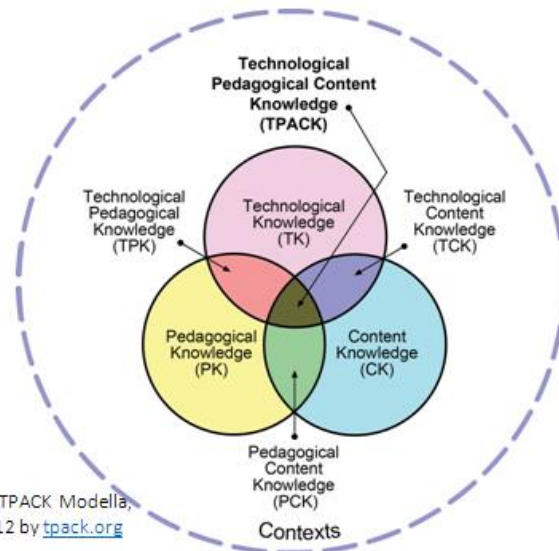 Technological
Pedagogical Content
Knowledge
(TPACK)
Technological
Pedagogical
Knowledge
(TPK)
Technological
Knowledge
(TK)
Technological
Content
Knowledge
(TCK)
Pedagogical
Knowledge
(PK)
Content
Knowledge
(CK)
Pedagogical
Content
Knowledge
(PCK)
TPACK Modella,
12 by tpack.org
Contexts